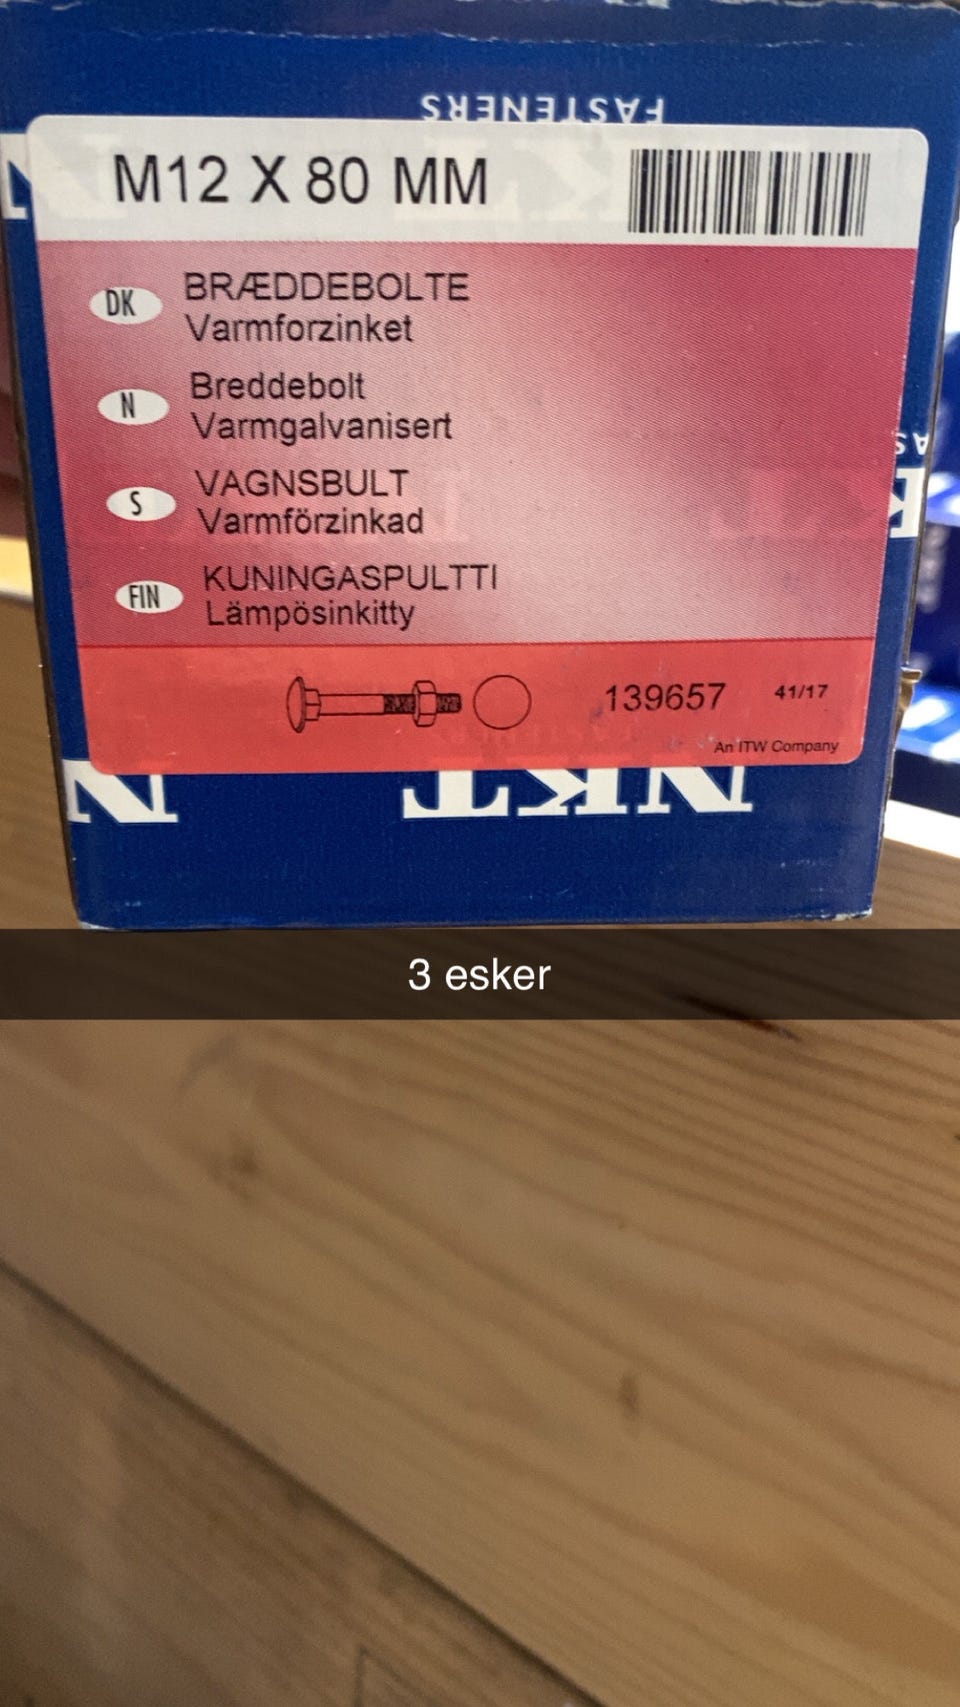 FASTENERS
M12 X 80 MM
DK
BRÆDDEBOLTE
Varmforzinket
N
Breddebolt
Varmgalvanisert
S
VAGNSBULT
Varmförzinkad
FIN
KUNINGASPULTTI
Lämpösinkitty
139657
41/17
An ITW Company
NKT
3 esker